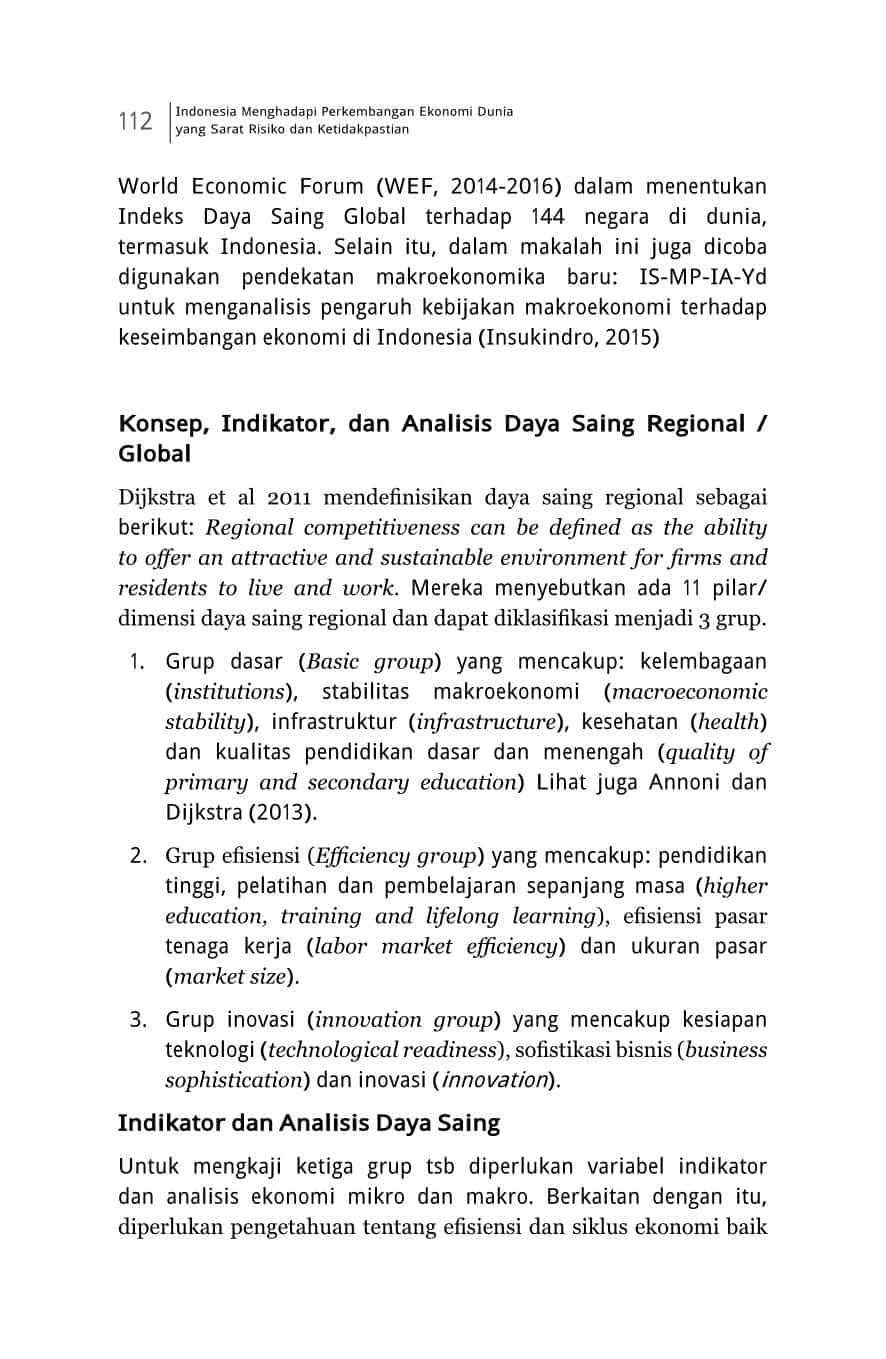 112
Indonesia Menghadapi Perkembangan Ekonomi Dunia
yang Sarat Risiko dan Ketidakpastian
World Economic Forum (WEF, 2014-2016) dalam menentukan
Indeks Daya Saing Global terhadap 144 negara di dunia,
termasuk Indonesia. Selain itu, dalam makalah ini juga dicoba
digunakan pendekatan makroekonomika baru: IS-MP-IA-Yd
untuk menganalisis pengaruh kebijakan makroekonomi terhadap
keseimbangan ekonomi di Indonesia (Insukindro, 2015)
Konsep, Indikator, dan Analisis Daya Saing Regional /
Global
Dijkstra et al 2011 mendefinisikan daya saing regional sebagai
berikut: Regional competitiveness can be defined as the ability
to offer an attractive and sustainable environment for firms and
residents to live and work. Mereka menyebutkan ada 11 pilar/
dimensi daya saing regional dan dapat diklasifikasi menjadi 3 grup.
1. Grup dasar (Basic group) yang mencakup: kelembagaan
(institutions), stabilitas makroekonomi (macroeconomic
stability), infrastruktur (infrastructure), kesehatan (health)
dan kualitas pendidikan dasar dan menengah (quality of
primary and secondary education) Lihat juga Annoni dan
Dijkstra (2013).
2. Grup efisiensi (Efficiency group) yang mencakup: pendidikan
tinggi, pelatihan dan pembelajaran sepanjang masa (higher
education, training and lifelong learning), efisiensi pasar
tenaga kerja (labor market efficiency) dan ukuran pasar
(market size).
3. Grup inovasi (innovation group) yang mencakup kesiapan
teknologi (technological readiness), sofistikasi bisnis (business
sophistication) dan inovasi (innovation).
Indikator dan Analisis Daya Saing
Untuk mengkaji ketiga grup tsb diperlukan variabel indikator
dan analisis ekonomi mikro dan makro. Berkaitan dengan itu,
diperlukan pengetahuan tentang efisiensi dan siklus ekonomi baik